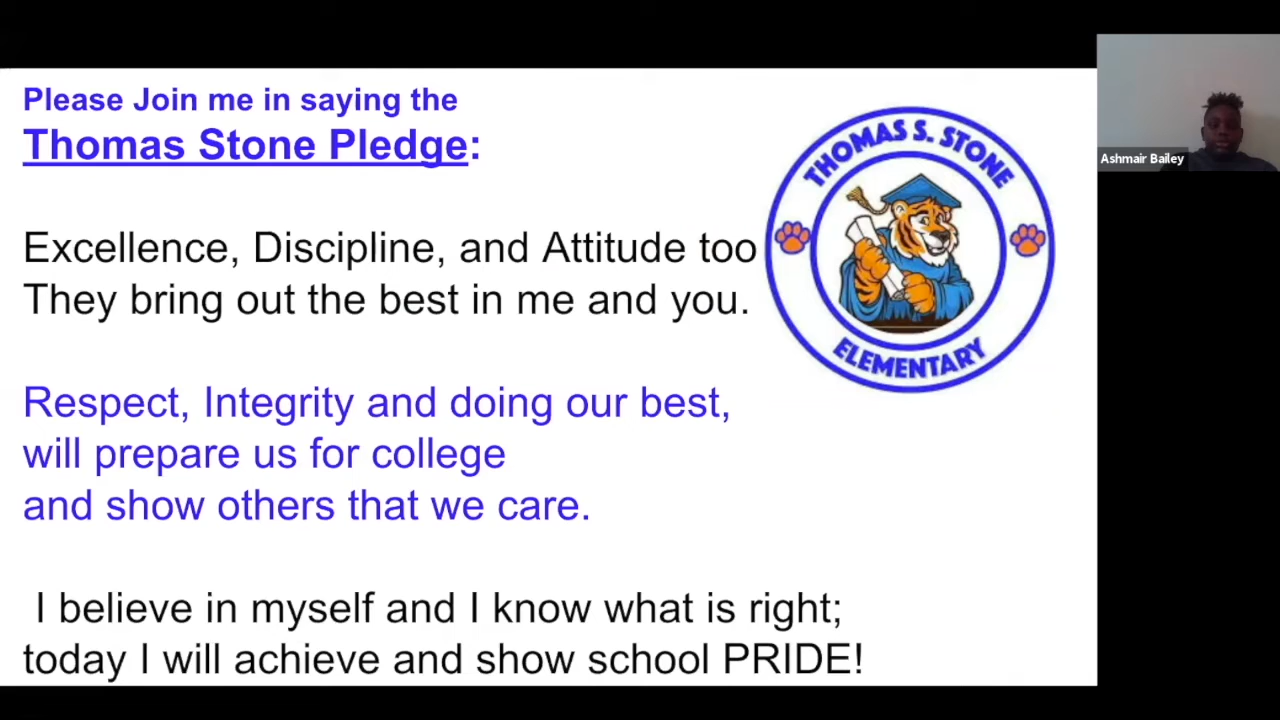 Please Join me in saying the
Thomas Stone Pledge:
Excellence, Discipline, and Attitude too
They bring out the best in me and you.
Respect, Integrity and doing our best,
will prepare us for college
and show others that we care.
I believe in myself and I know what is right;
today I will achieve and show school PRIDE!
THOMAS S. STONE
ELEMENTARY
Ashmair Bailey